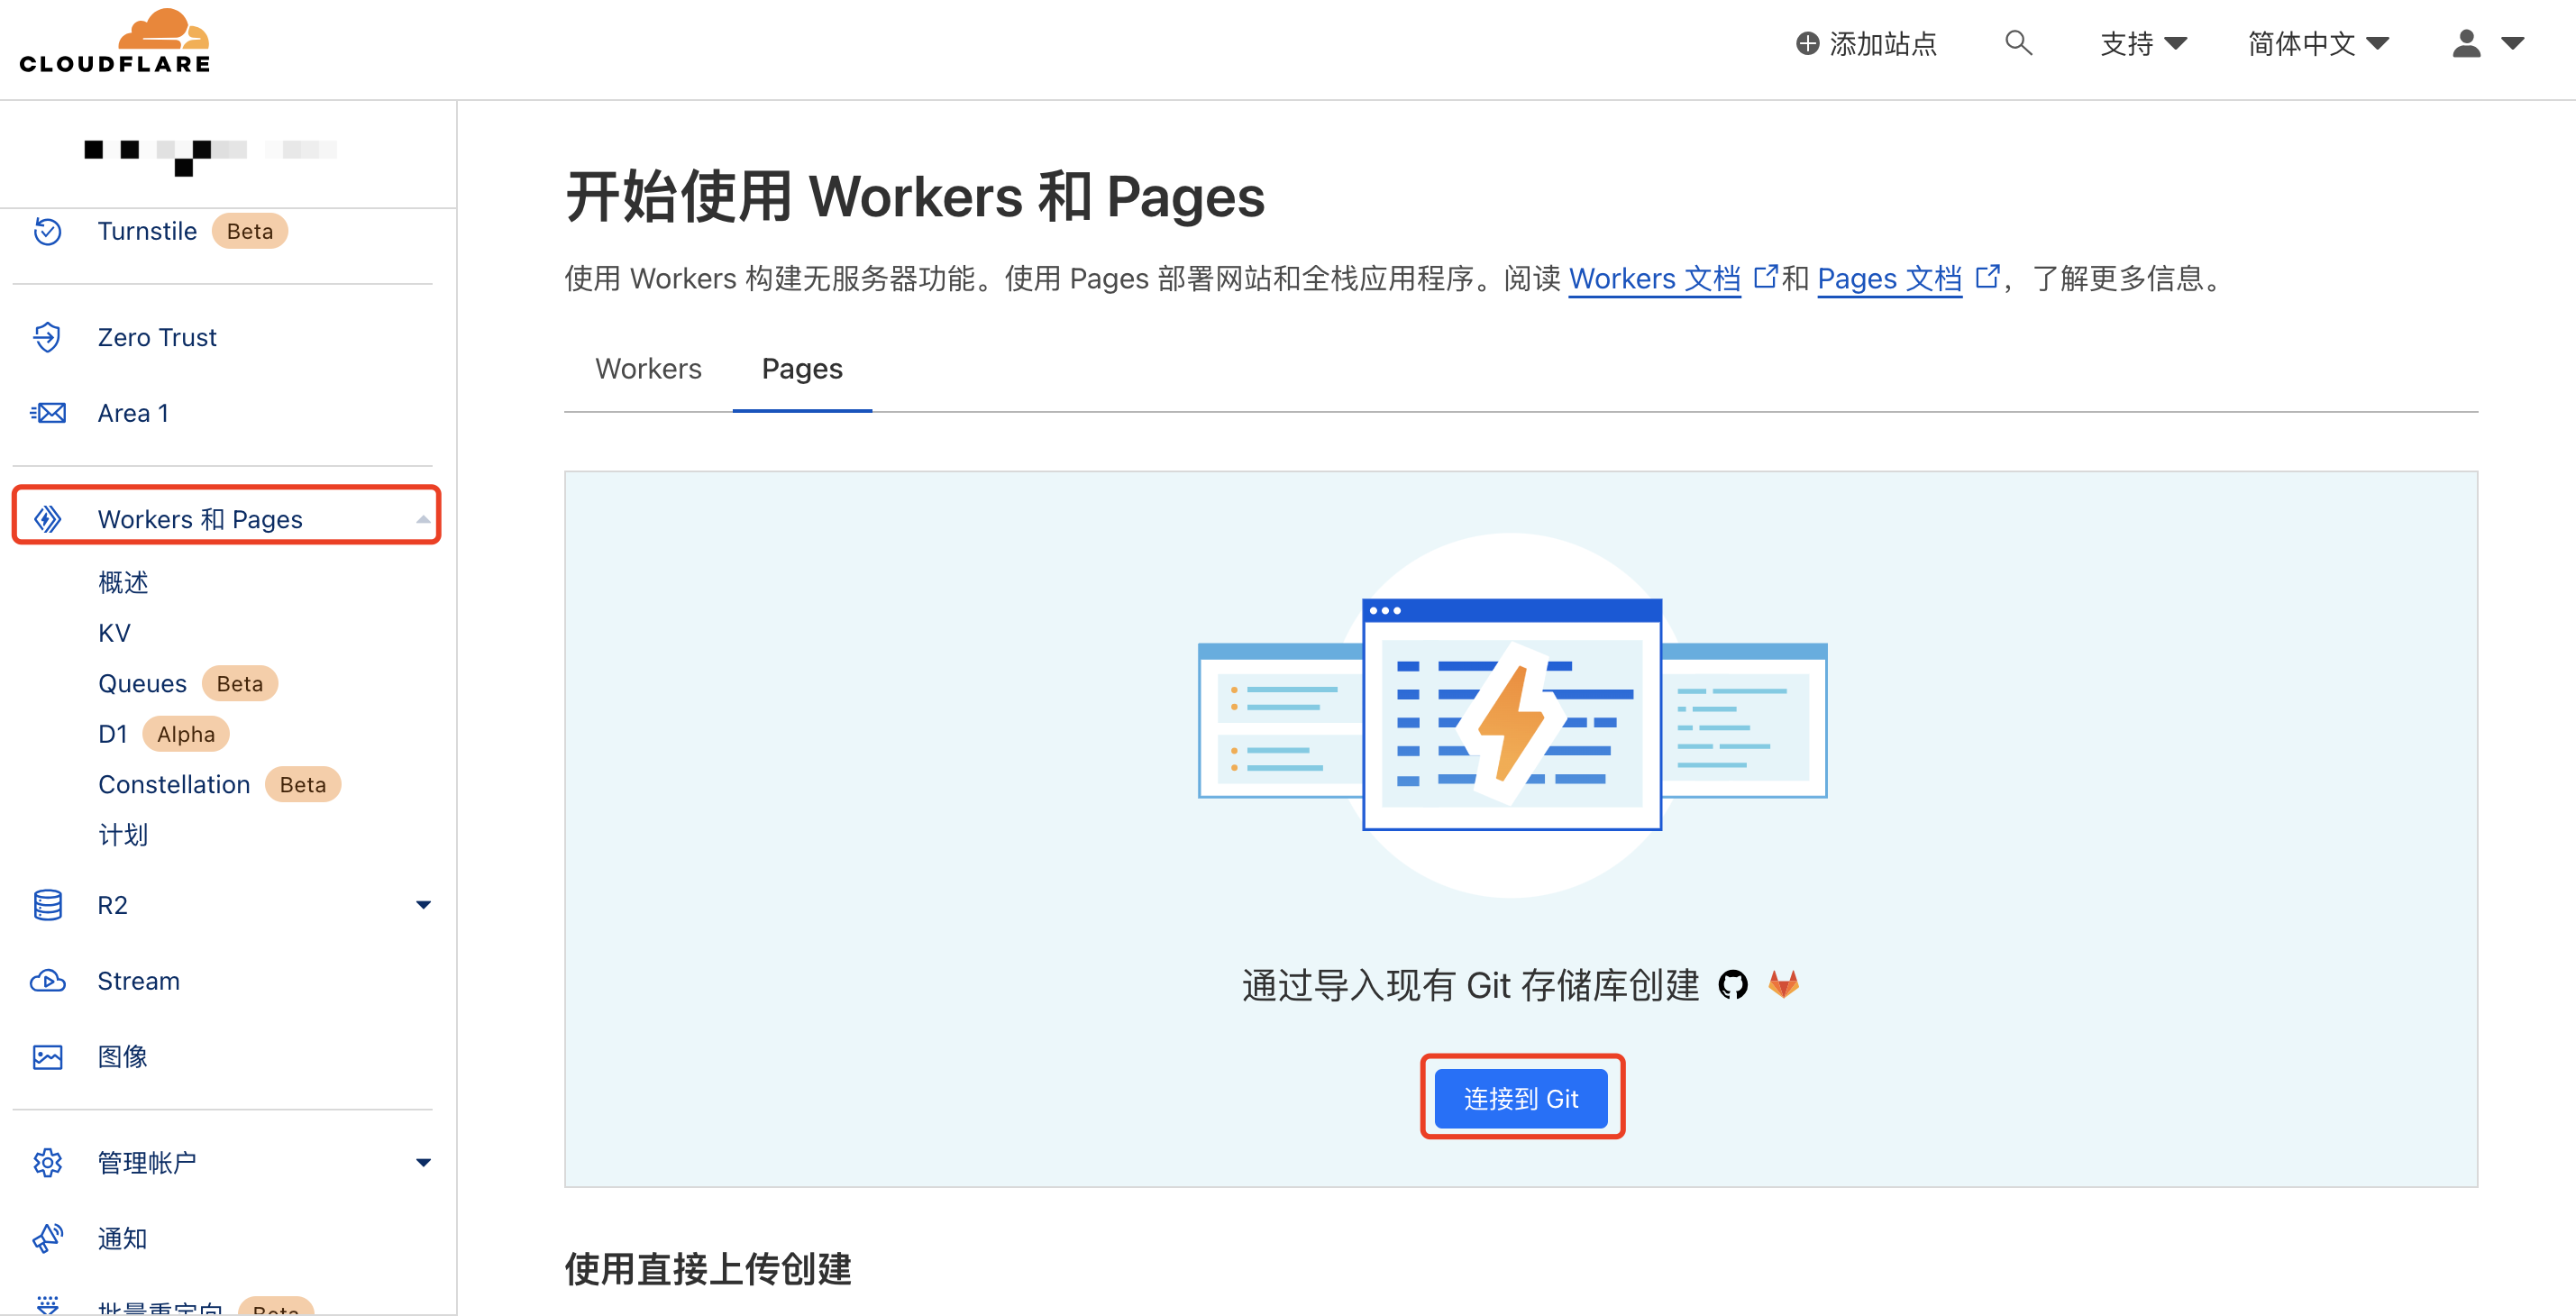 CLOUDFLARE
添加站点
支持
简体中文
Turnstile Beta
Zero Trust
Area 1
Workers 和 Pages
概述
KV
Queues Beta
D1 Alpha
Constellation Beta
计划
R2
Stream
图像
管理帐户
通知
批量重定向 Beta
开始使用 Workers 和 Pages
使用 Workers 构建无服务器功能。使用 Pages 部署网站和全栈应用程序。阅读 Workers 文档 和 Pages 文档 ，了解更多信息。
Workers Pages
通过导入现有 Git 存储库创建
连接到 Git
使用直接上传创建